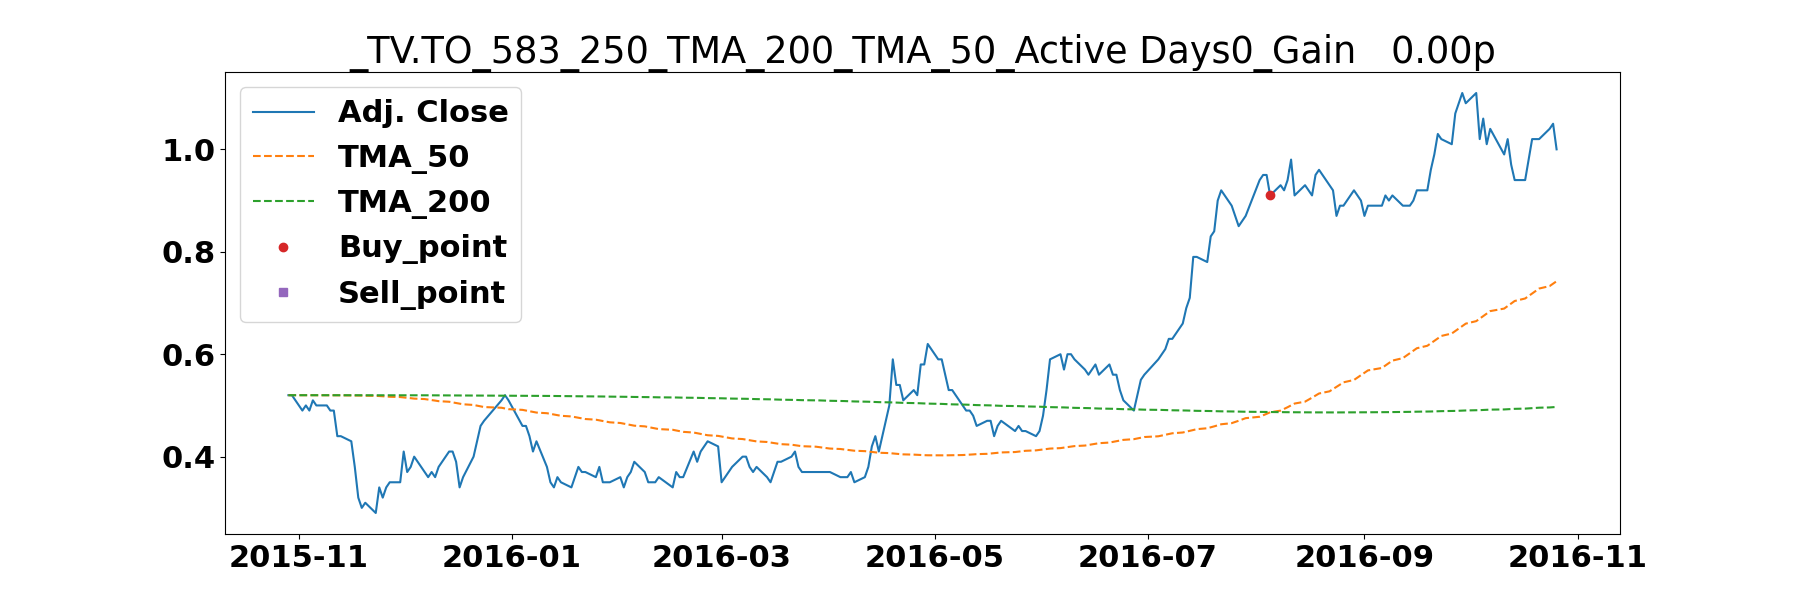 _TV.TO_583_250_TMA_200_TMA_50_Active Days0_Gain   0.00p
Adj. Close
TMA_50
TMA_200
Buy_point
Sell_point
1.0
0.8
0.6
0.4
2015-11 2016-01 2016-03 2016-05 2016-07 2016-09 2016-11